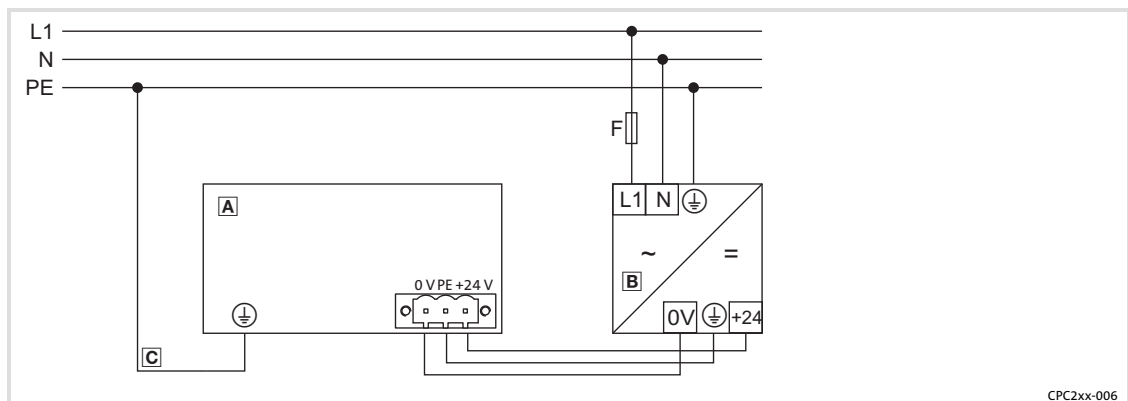 L1
N
PE
F
L1 N
A
~ =
B
0 V PE +24 V
0V +24
C
CPC2xx-006